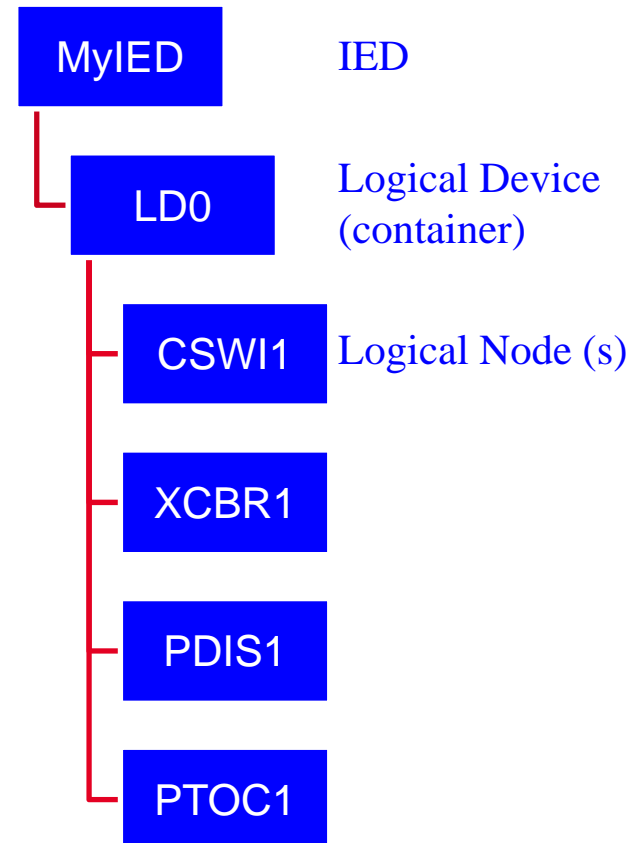 MyIED IED
LD0 Logical Device
(container)
CSWI1 Logical Node (s)
XCBR1
PDIS1
PTOC1